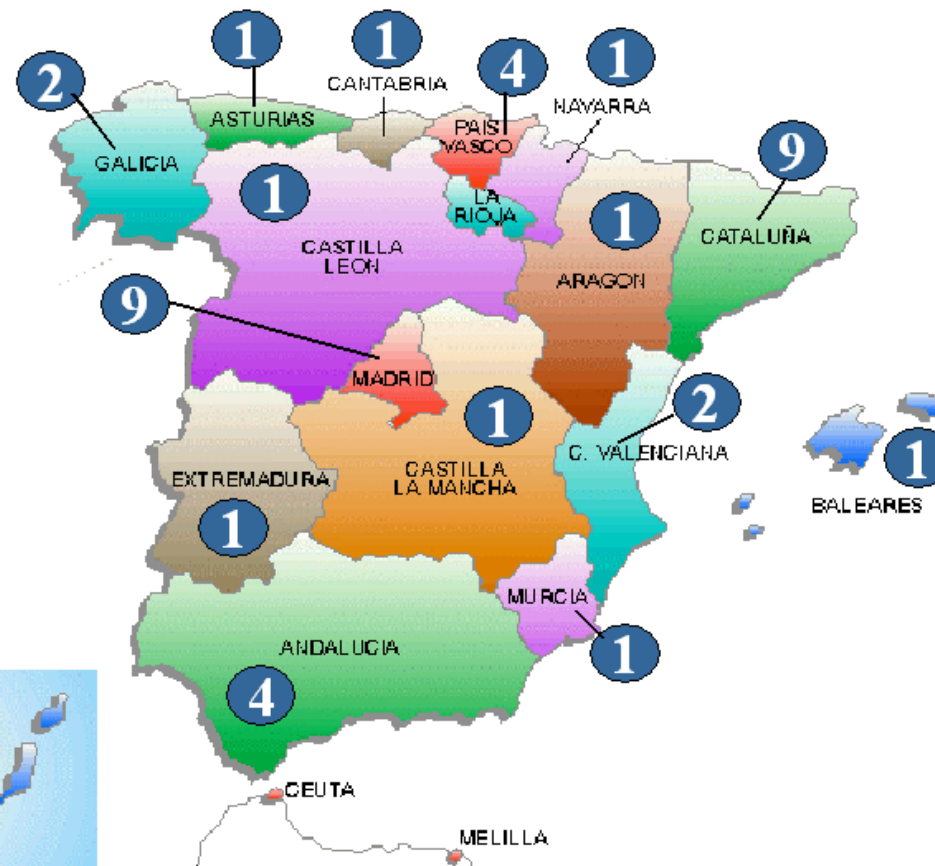 1
1
CANTABRIA
4
1
NAVARRA
2
ASTURIAS
PAIS
VASCO
9
GALICIA
1
LA
RIOJA
1
CATALUÑA
CASTILLA
LEON
ARAGON
9
MADRID
1
2
C. VALENCIANA
1
EXTREMADURA
CASTILLA
LA MANCHA
BALEARES
1
MURCIA
ANDALUCIA
1
4
CEUTA
MELILLA